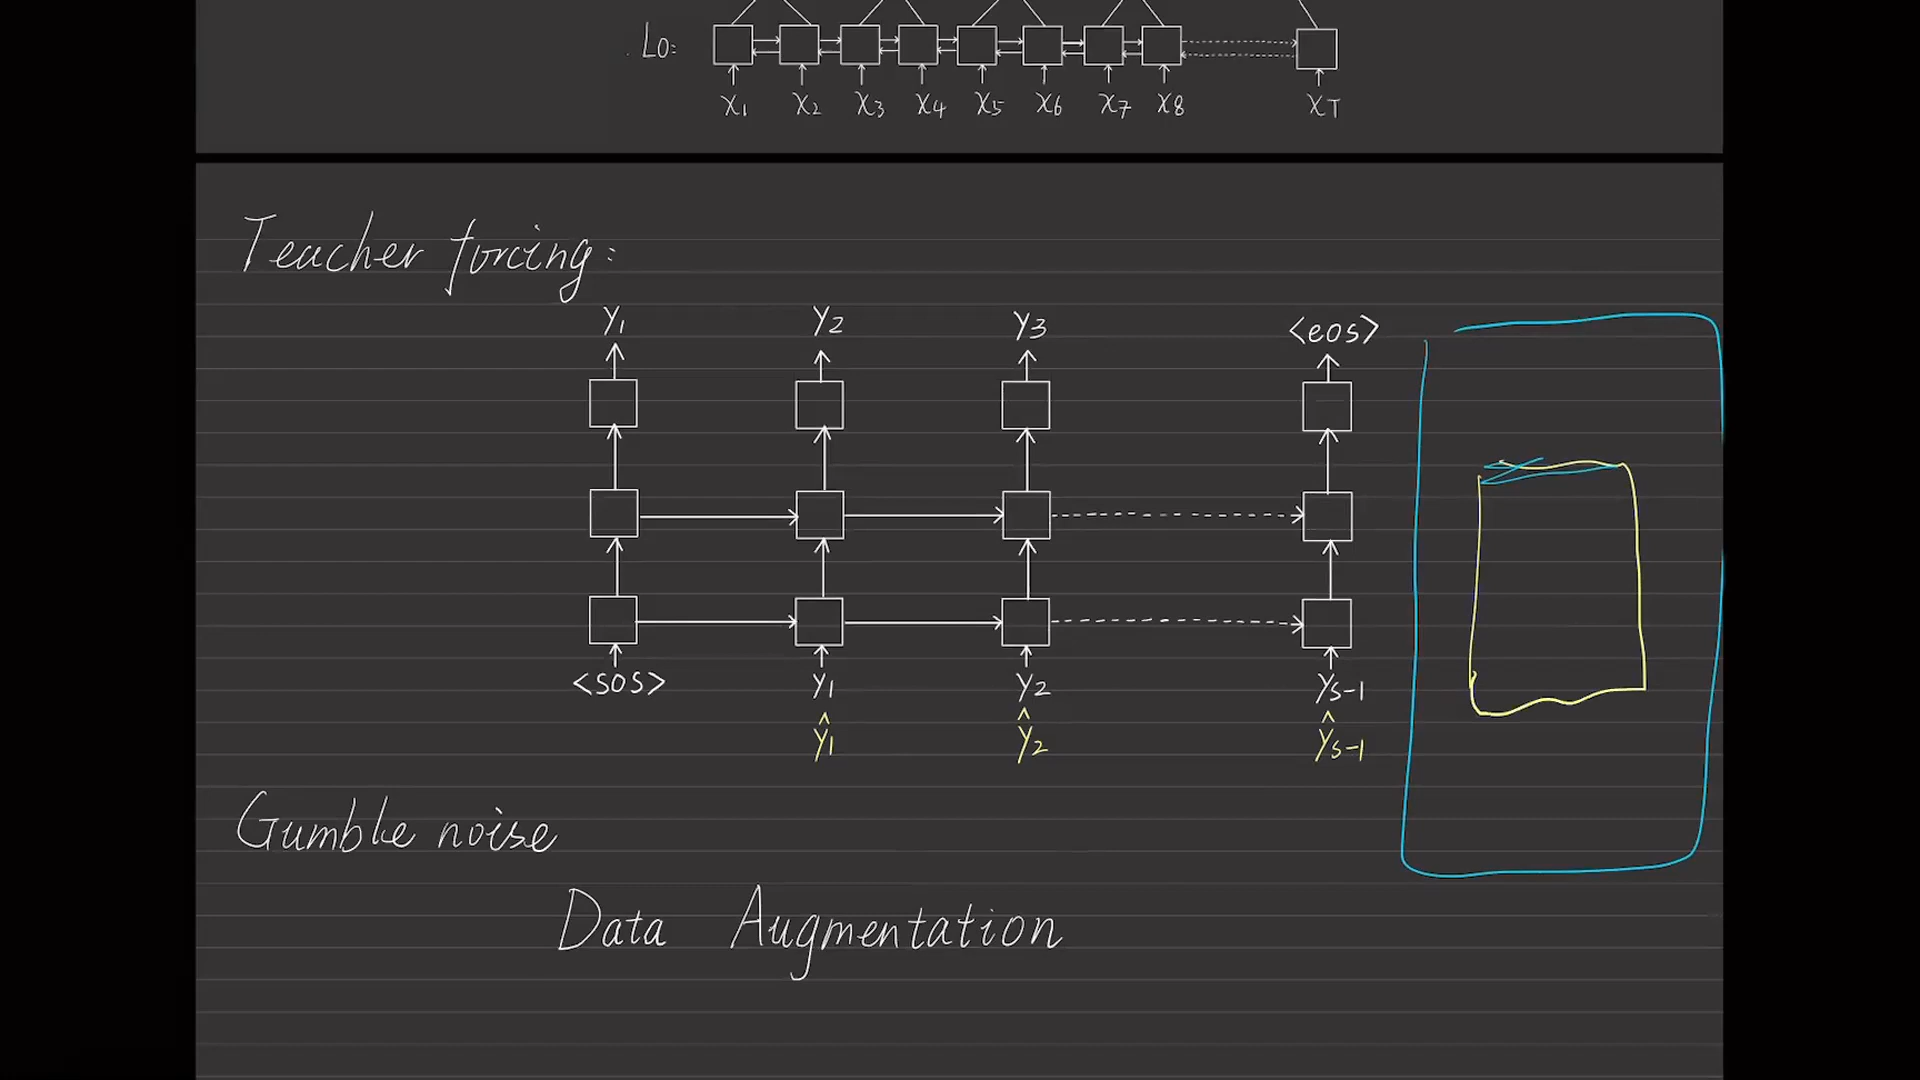 L0:
x1 x2 x3 x4 x5 x6 x7 x8 xT
Teacher forcing:
y1 y2 y3 <eos>
<sos> y1 y2 ys-1
ŷ1 ŷ2 ŷs-1
Gumble noise
Data Augmentation